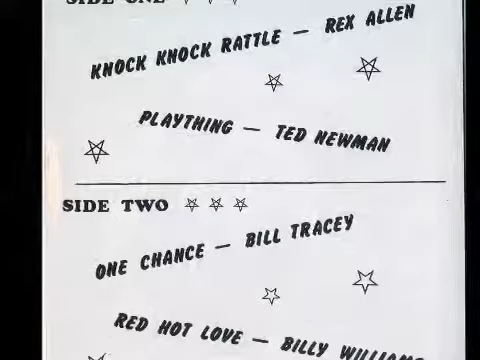 SIDE ONE
KNOCK KNOCK RATTLE — REX ALLEN
PLAYTHING — TED NEWMAN
SIDE TWO
ONE CHANCE — BILL TRACEY
RED HOT LOVE — BILLY WILLIAMS